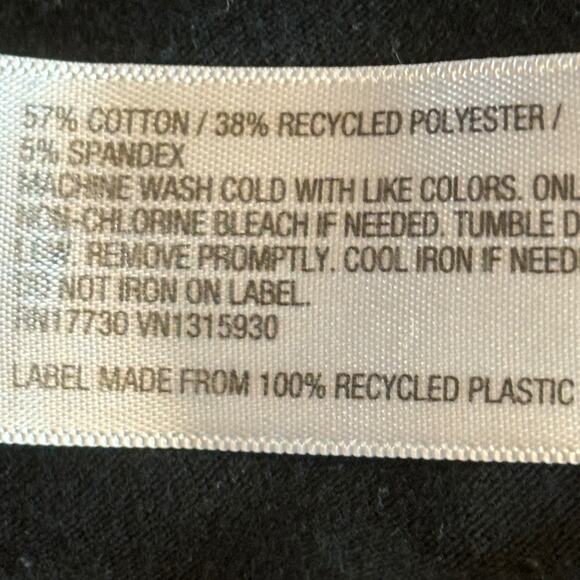 57% COTTON / 38% RECYCLED POLYESTER /
5% SPANDEX
MACHINE WASH COLD WITH LIKE COLORS. ONL
NON-CHLORINE BLEACH IF NEEDED. TUMBLE D
REMOVE PROMPTLY. COOL IRON IF NEED
DO NOT IRON ON LABEL.
RN17730 VN1315930
LABEL MADE FROM 100% RECYCLED PLASTIC